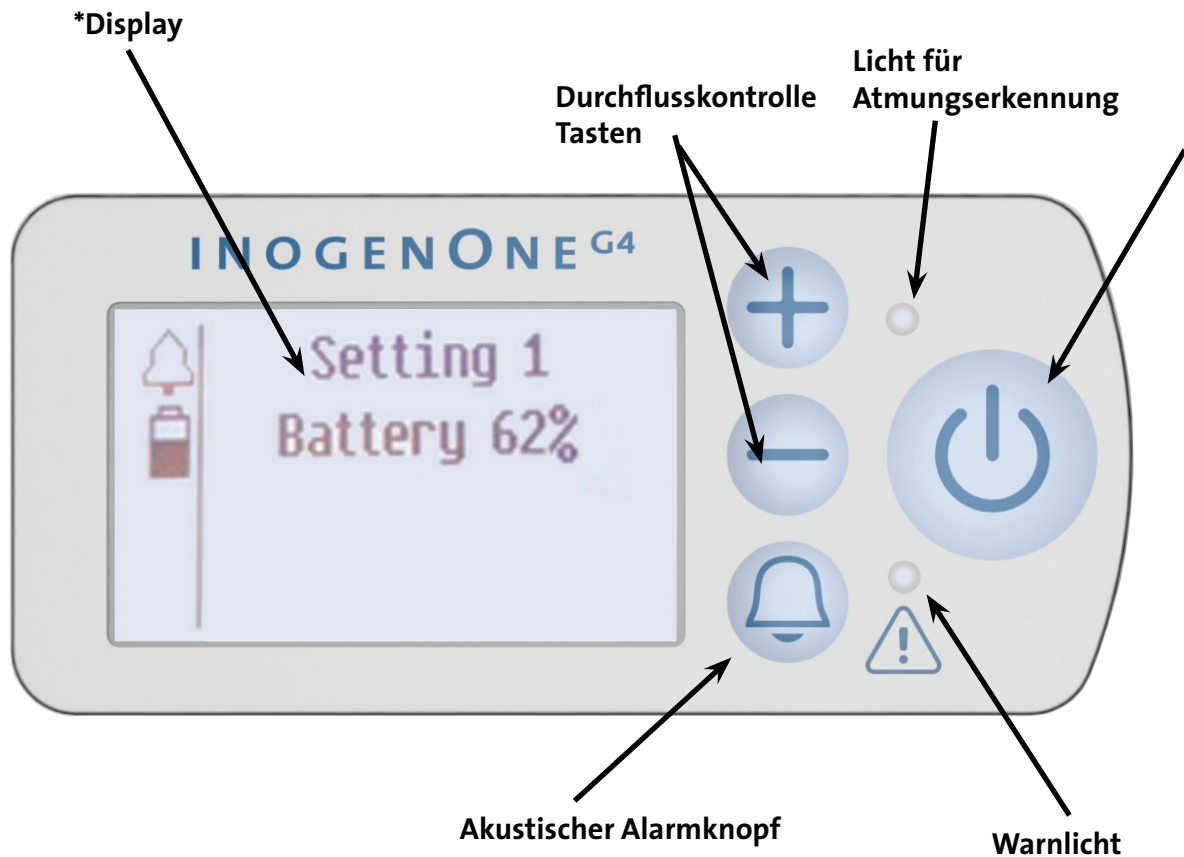 *Display
Licht für
Atmungserkennung
Durchflusskontrolle
Tasten
INOGENONE G4
Setting 1
Battery 62%
Akustischer Alarmknopf
Warnlicht